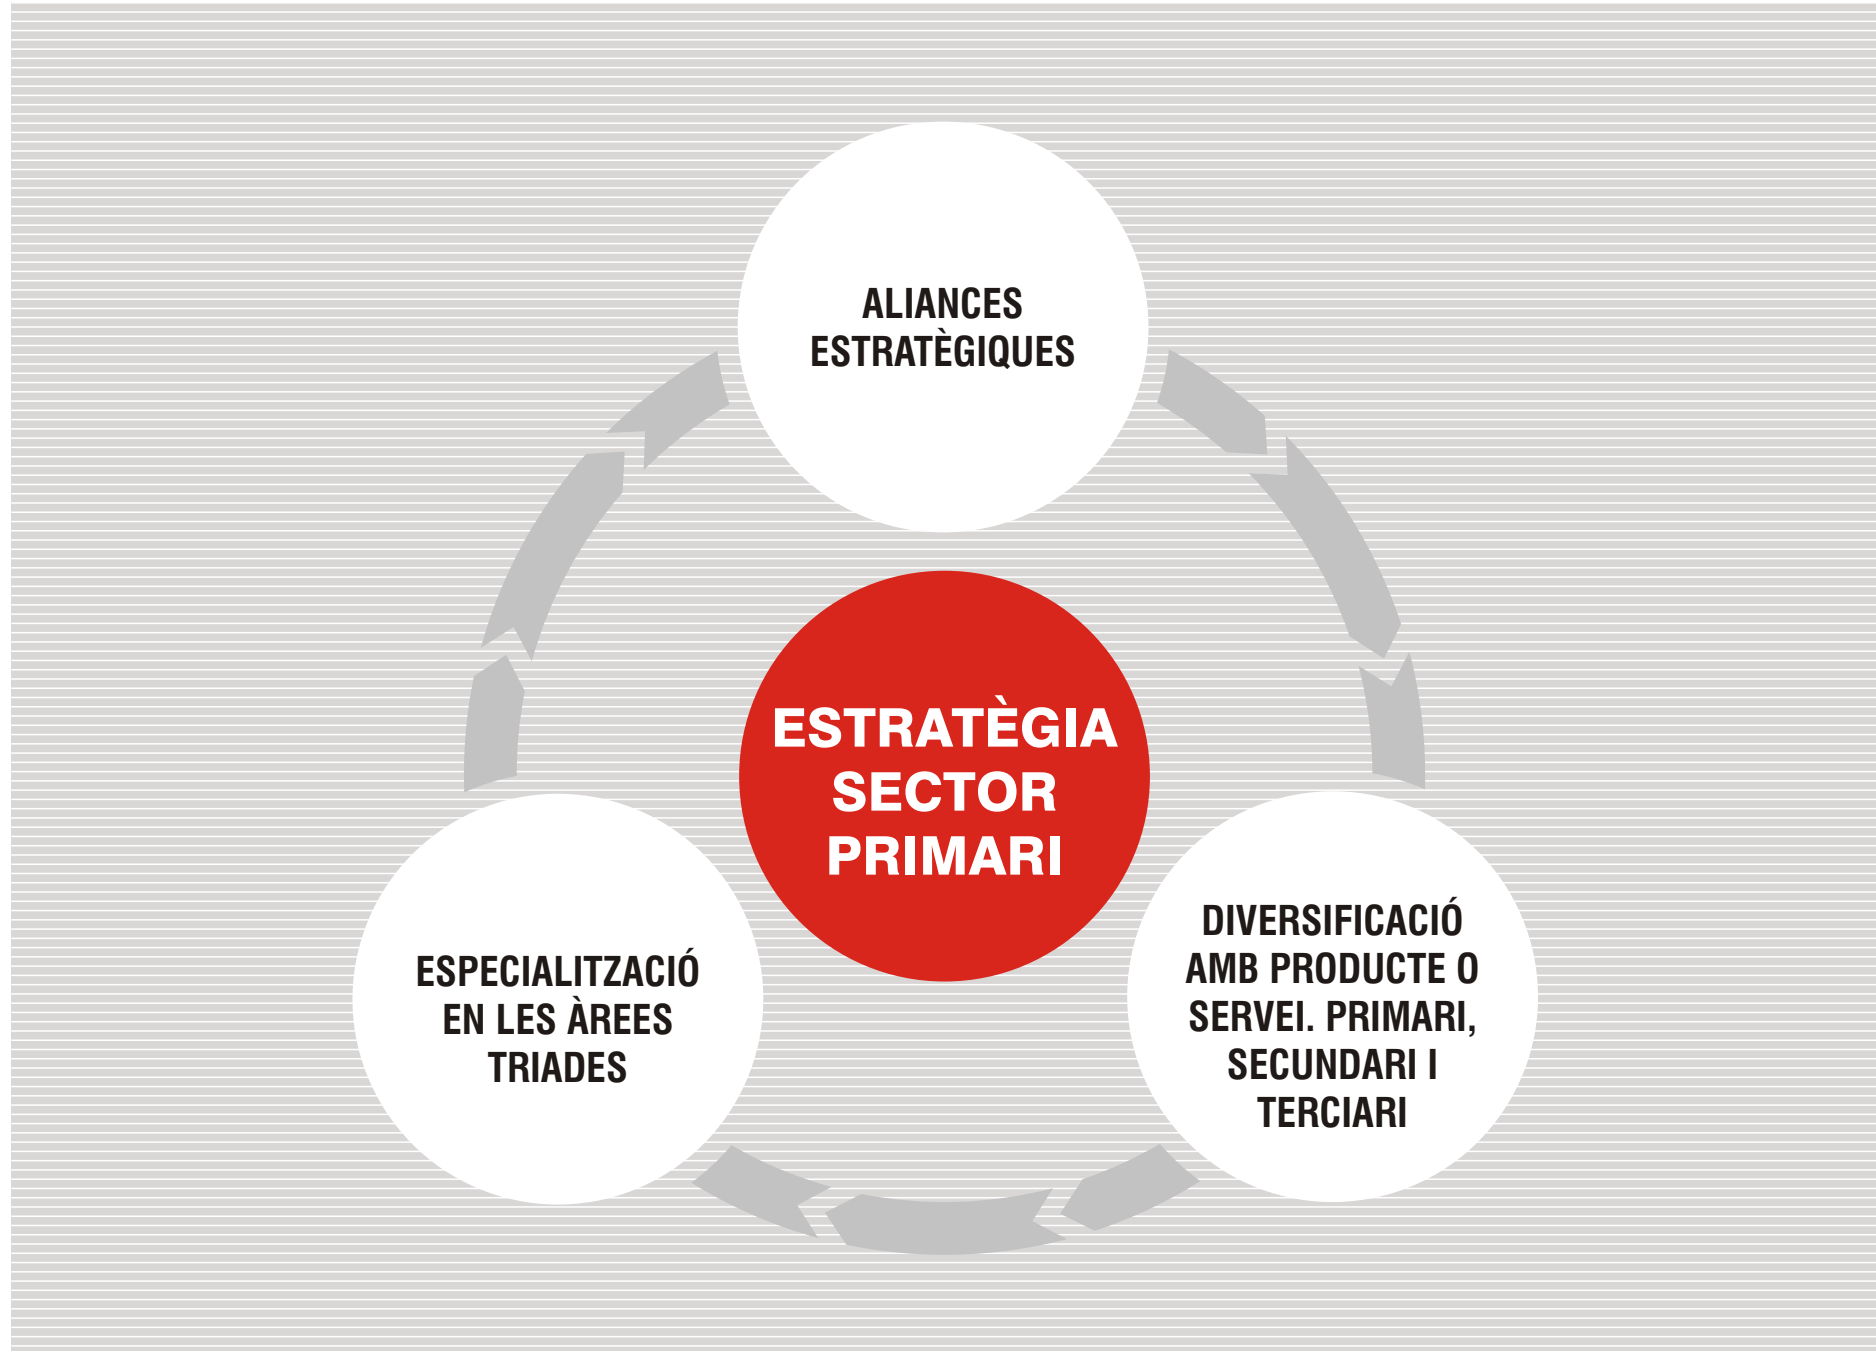 ALIANCES
ESTRATÈGIQUES
ESTRATÈGIA
SECTOR
PRIMARI
ESPECIALITZACIÓ
EN LES ÀREES
TRIADES
DIVERSIFICACIÓ
AMB PRODUCTE O
SERVEI. PRIMARI,
SECUNDARI I
TERCIARI